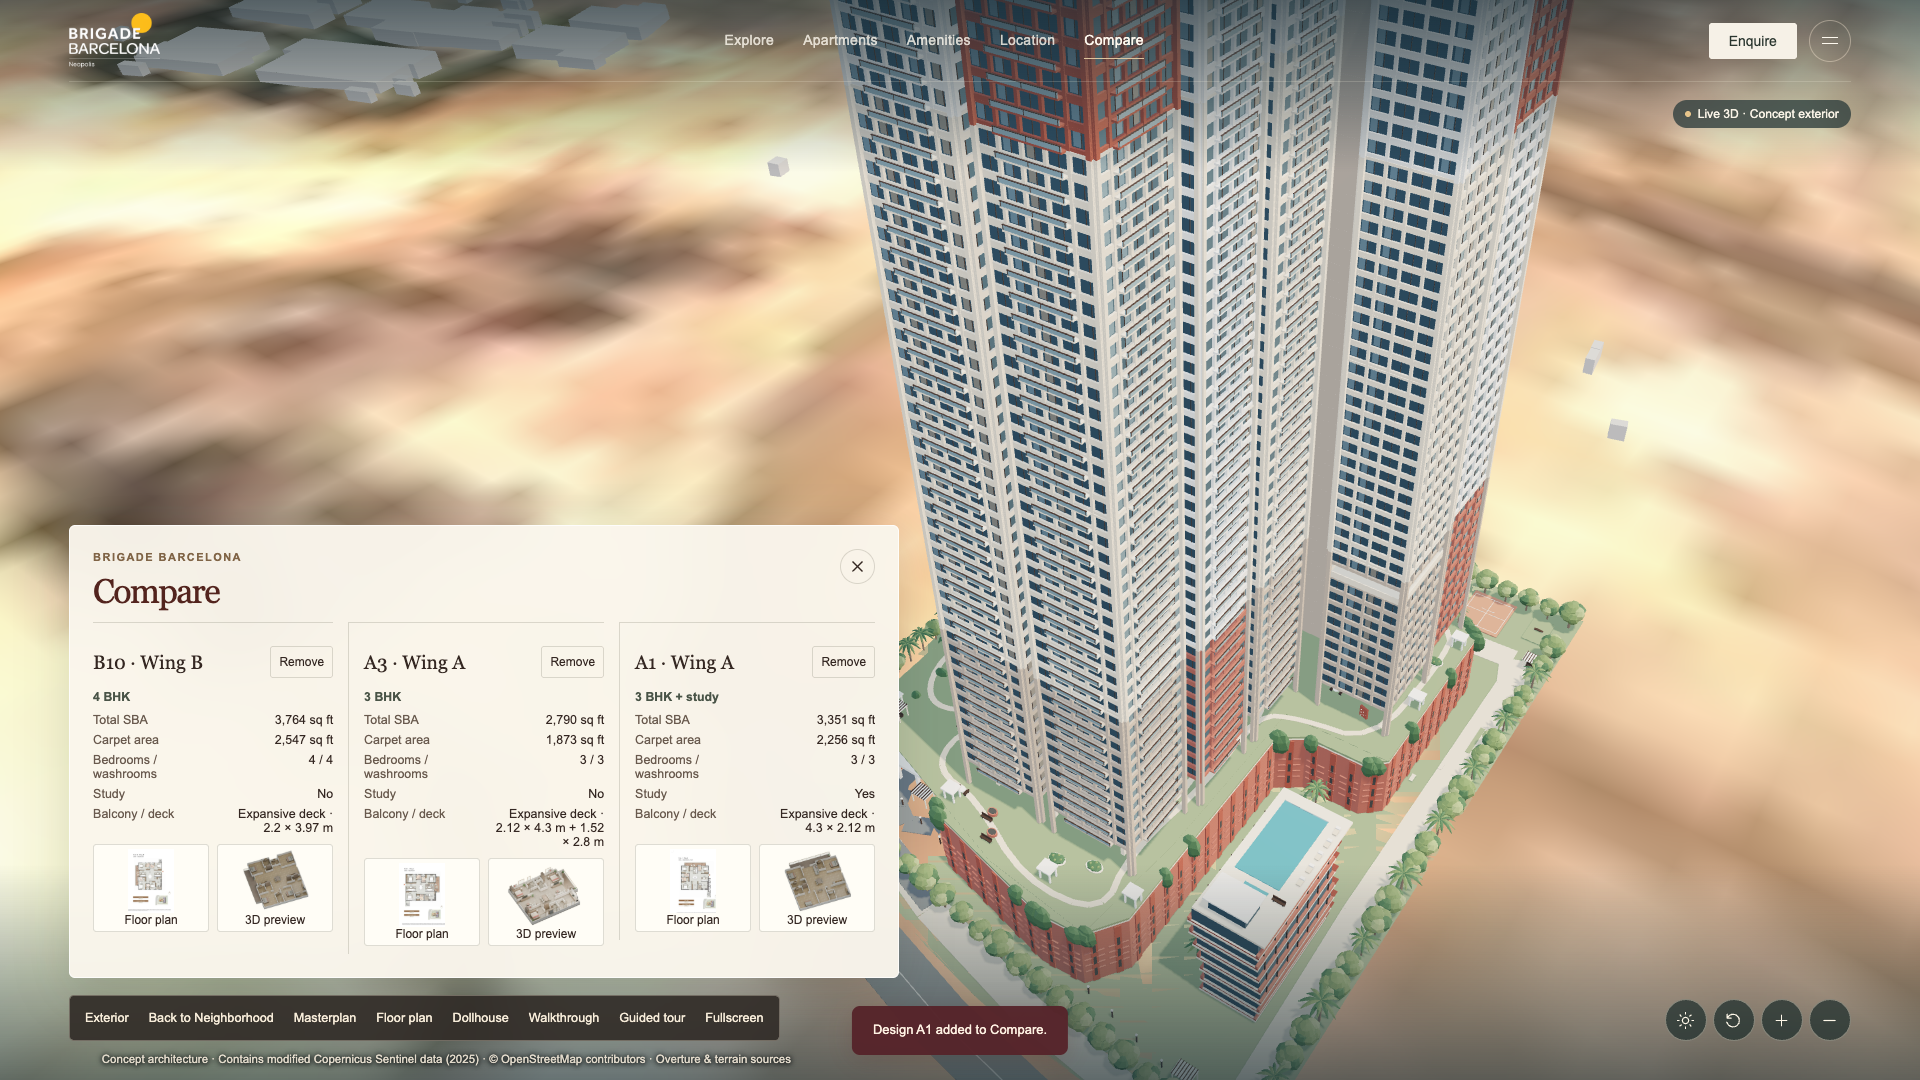 BRIGADE
BARCELONA
Neopolis
Explore
Apartments
Amenities
Location
Compare
Enquire
Live 3D · Concept exterior
BRIGADE BARCELONA
Compare
B10 · Wing B
Remove
4 BHK
Total SBA 3,764 sq ft
Carpet area 2,547 sq ft
Bedrooms / 4 / 4
washrooms
Study No
Balcony / deck Expansive deck ·
2.2 × 3.97 m
Floor plan
3D preview
A3 · Wing A
Remove
3 BHK
Total SBA 2,790 sq ft
Carpet area 1,873 sq ft
Bedrooms / 3 / 3
washrooms
Study No
Balcony / deck Expansive deck ·
2.12 × 4.3 m + 1.52
× 2.8 m
Floor plan
3D preview
A1 · Wing A
Remove
3 BHK + study
Total SBA 3,351 sq ft
Carpet area 2,256 sq ft
Bedrooms / 3 / 3
washrooms
Study Yes
Balcony / deck Expansive deck ·
4.3 × 2.12 m
Floor plan
3D preview
Exterior
Back to Neighborhood
Masterplan
Floor plan
Dollhouse
Walkthrough
Guided tour
Fullscreen
Design A1 added to Compare.
Concept architecture · Contains modified Copernicus Sentinel data (2025) · © OpenStreetMap contributors · Overture & terrain sources